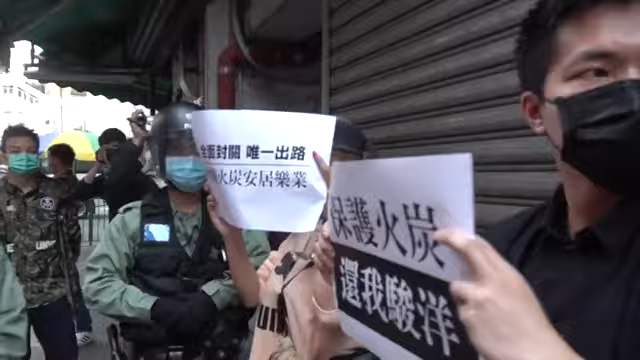 全面封關 唯一出路
火炭安居樂業
保護火炭
還我駿洋